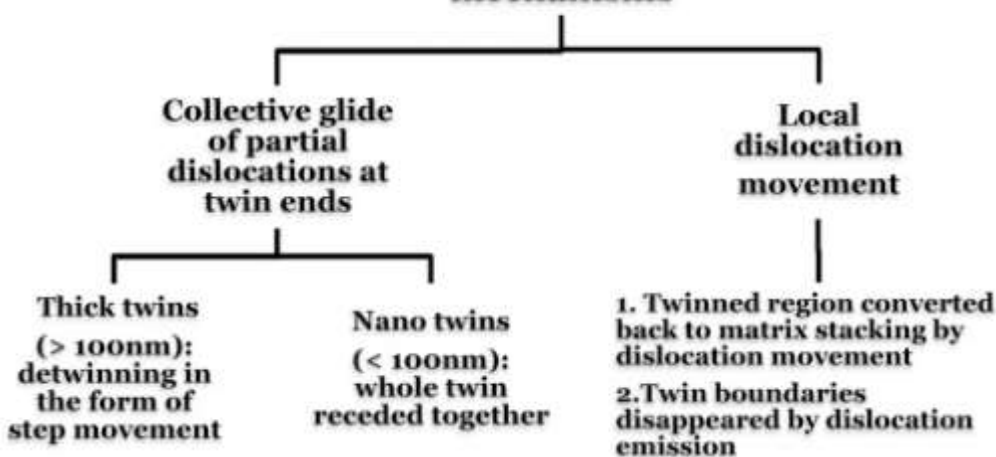 Collective glide
of partial
dislocations at
twin ends
Local
dislocation
movement
Thick twins
(> 100nm):
detwinning in
the form of
step movement
Nano twins
(< 100nm):
whole twin
receded together
1. Twinned region converted
back to matrix stacking by
dislocation movement
2.Twin boundaries
disappeared by dislocation
emission